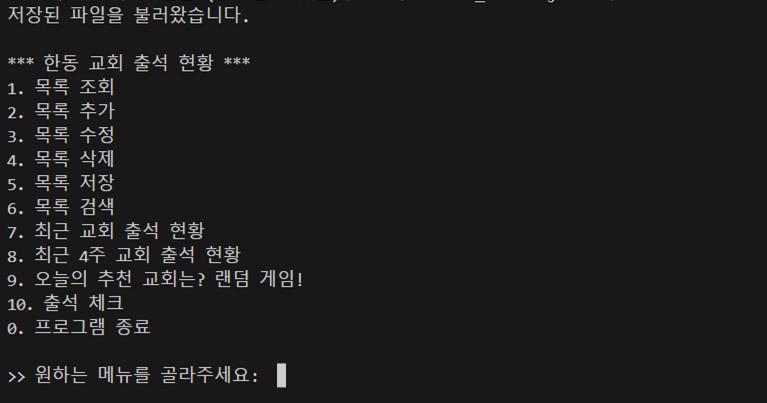 저장된 파일을 불러왔습니다.
*** 한동 교회 출석 현황 ***
1. 목록 조회
2. 목록 추가
3. 목록 수정
4. 목록 삭제
5. 목록 저장
6. 목록 검색
7. 최근 교회 출석 현황
8. 최근 4주 교회 출석 현황
9. 오늘의 추천 교회는? 랜덤 게임!
10. 출석 체크
0. 프로그램 종료
>> 원하는 메뉴를 골라주세요: